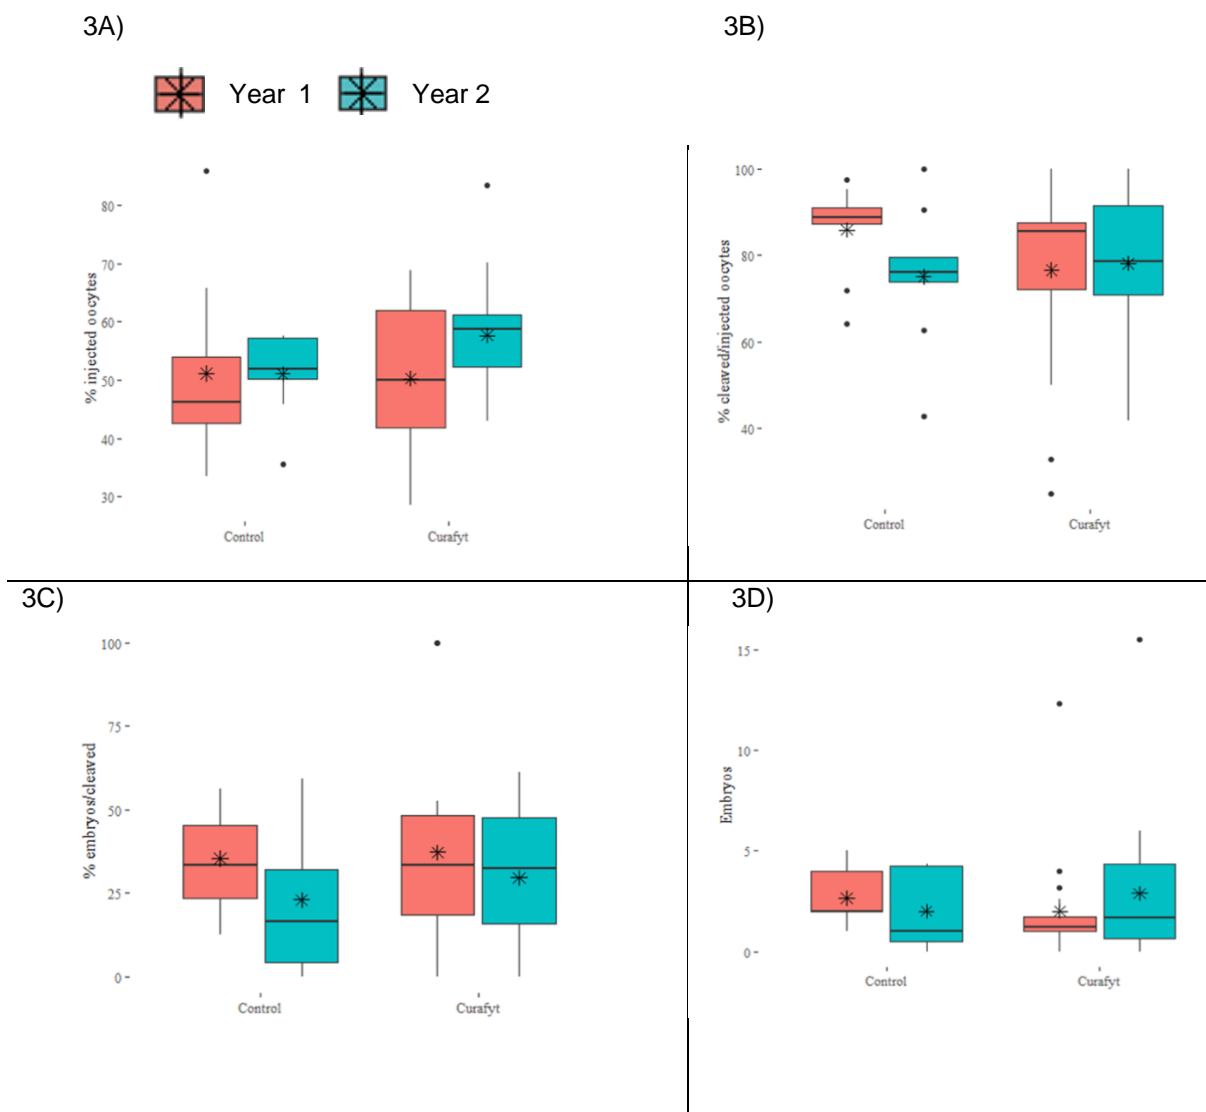 3A)
Year 1
Year 2
% injected oocytes
80
70
60
50
40
30
Control
Curafyt
3B)
% cleaved/injected oocytes
100
80
60
40
Control
Curafyt
3C)
% embryos/cleaved
100
75
50
25
0
Control
Curafyt
3D)
Embryos
15
10
5
0
Control
Curafyt